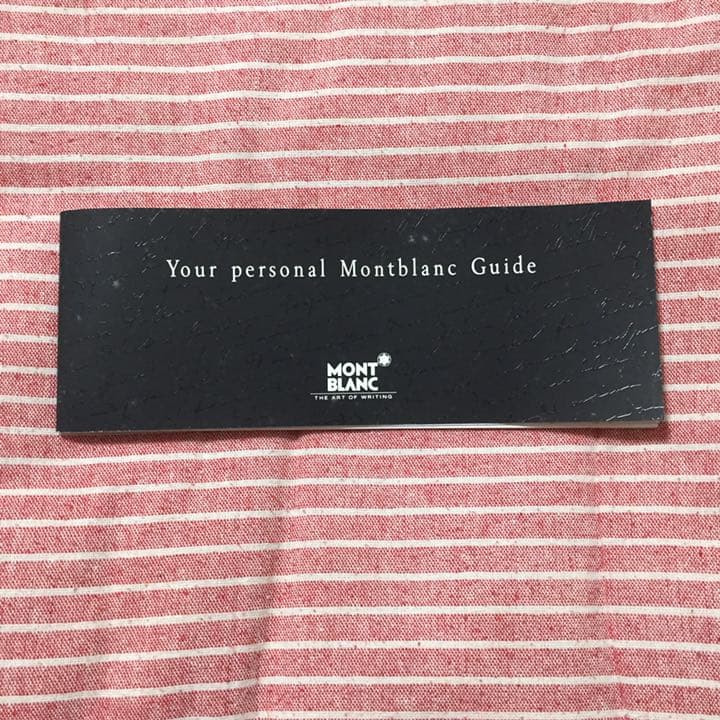 Your personal Montblanc Guide
MONT
BLANC
THE ART OF WRITING